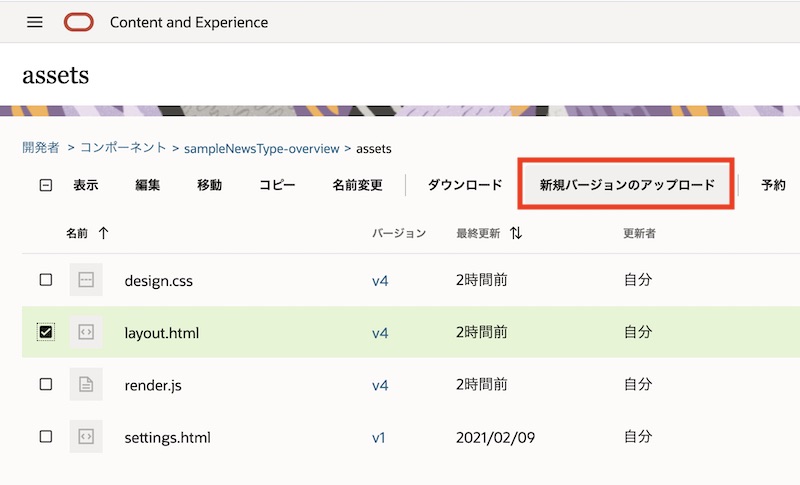 Content and Experience
assets
開発者 > コンポーネント > sampleNewsType-overview > assets
表示 編集 移動 コピー 名前変更 ダウンロード 新規バージョンのアップロード 予約
名前 ↑ バージョン 最終更新 更新者
design.css v4 2時間前 自分
layout.html v4 2時間前 自分
render.js v4 2時間前 自分
settings.html v1 2021/02/09 自分